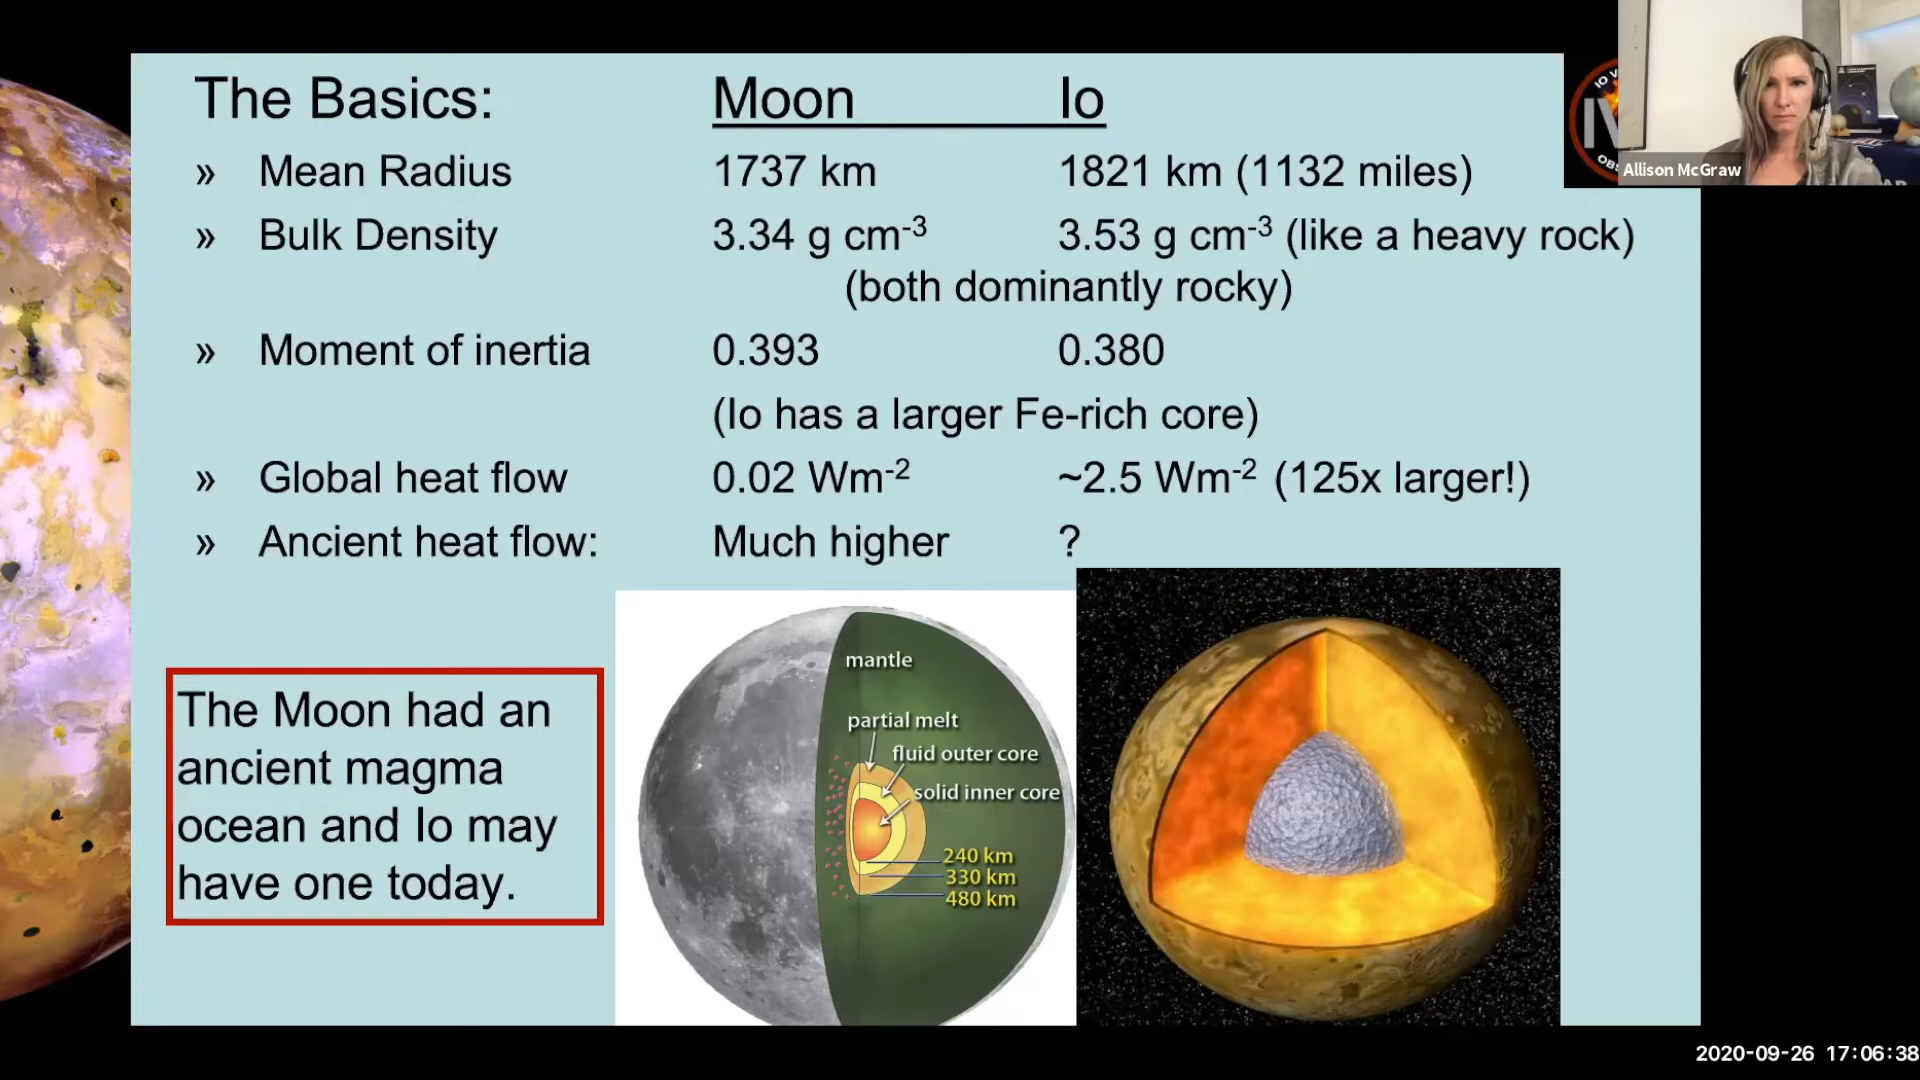 The Basics: Moon Io
» Mean Radius 1737 km 1821 km (1132 miles)
» Bulk Density 3.34 g cm-3 3.53 g cm-3 (like a heavy rock)
(both dominantly rocky)
» Moment of inertia 0.393 0.380
(Io has a larger Fe-rich core)
» Global heat flow 0.02 Wm-2 ~2.5 Wm-2 (125x larger!)
» Ancient heat flow: Much higher ?
The Moon had an
ancient magma
ocean and Io may
have one today.
mantle
partial melt
fluid outer core
solid inner core
240 km
330 km
480 km
IO V
IV
OBS
Allison McGraw
2020-09-26 17:06:38